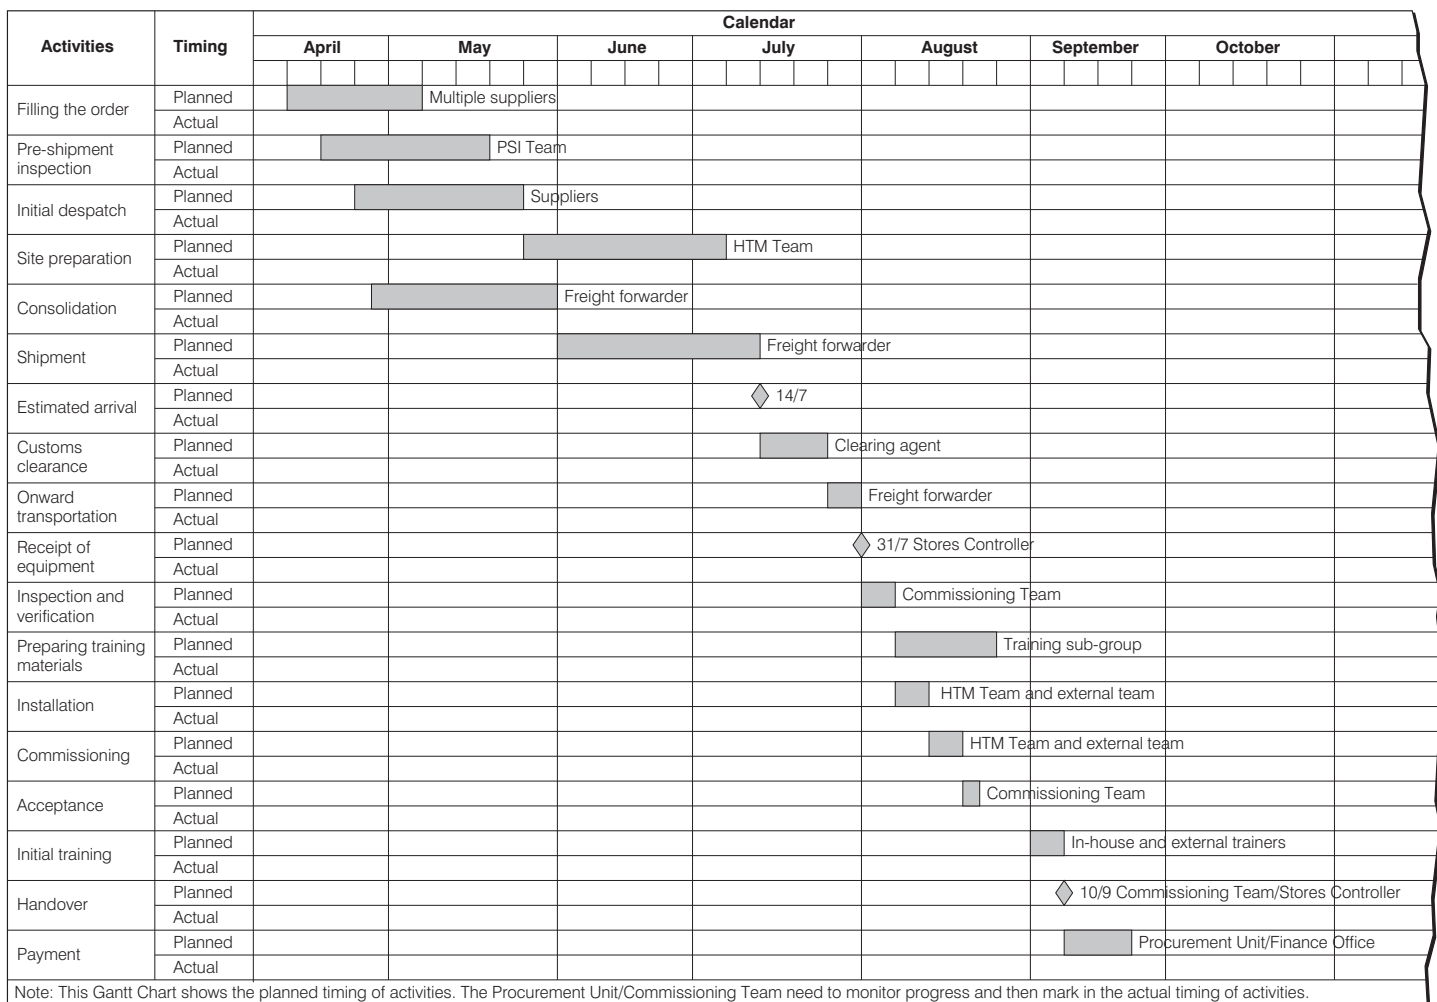 Calendar
Activities Timing April May June July August September October
Filling the order Planned Multiple suppliers
Actual
Pre-shipment inspection Planned PSI Team
Actual
Initial despatch Planned Suppliers
Actual
Site preparation Planned HTM Team
Actual
Consolidation Planned Freight forwarder
Actual
Shipment Planned Freight forwarder
Actual
Estimated arrival Planned 14/7
Actual
Customs clearance Planned Clearing agent
Actual
Onward transportation Planned Freight forwarder
Actual
Receipt of equipment Planned 31/7 Stores Controller
Actual
Inspection and verification Planned Commissioning Team
Actual
Preparing training materials Planned Training sub-group
Actual
Installation Planned HTM Team and external team
Actual
Commissioning Planned HTM Team and external team
Actual
Acceptance Planned Commissioning Team
Actual
Initial training Planned In-house and external trainers
Actual
Handover Planned 10/9 Commissioning Team/Stores Controller
Actual
Payment Planned Procurement Unit/Finance Office
Actual
Note: This Gantt Chart shows the planned timing of activities. The Procurement Unit/Commissioning Team need to monitor progress and then mark in the actual timing of activities.